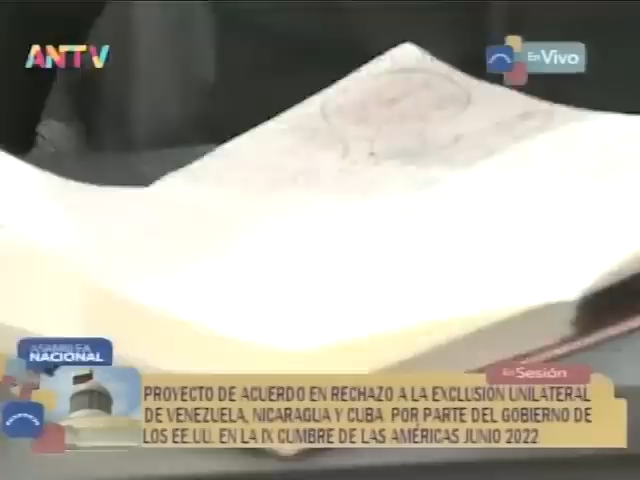 ANTV
En Vivo
ASAMBLEA
NACIONAL
En Sesión
PROYECTO DE ACUERDO EN RECHAZO A LA EXCLUSIÓN UNILATERAL
DE VENEZUELA, NICARAGUA Y CUBA POR PARTE DEL GOBIERNO DE
LOS EE.UU. EN LA IX CUMBRE DE LAS AMÉRICAS JUNIO 2022